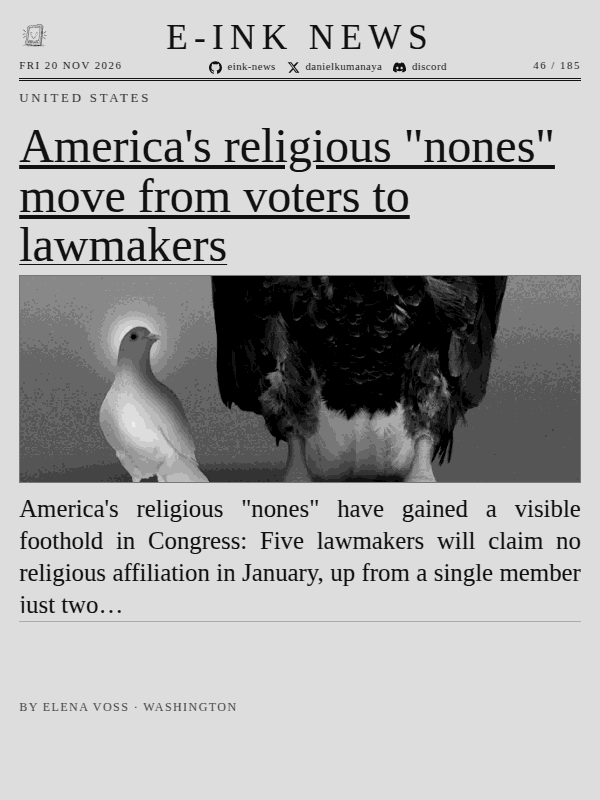 E-INK NEWS
FRI 20 NOV 2026
eink-news danielkumanaya discord
46 / 185
UNITED STATES
America's religious "nones"
move from voters to
lawmakers
America's religious "nones" have gained a visible
foothold in Congress: Five lawmakers will claim no
religious affiliation in January, up from a single member
just two…
BY ELENA VOSS · WASHINGTON